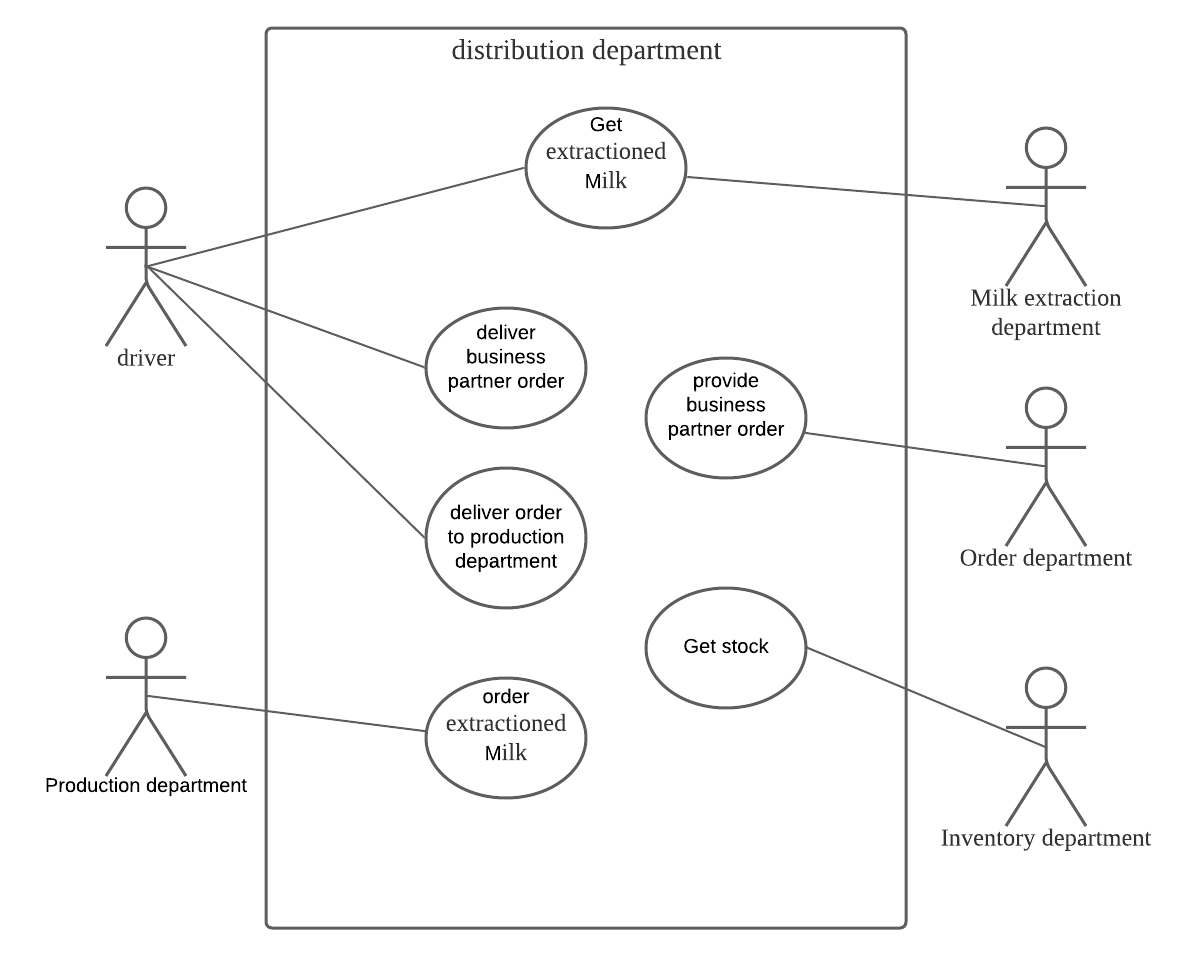 distribution department
Get
extractioned
Milk
driver
Milk extraction
department
deliver
business
partner order
provide
business
partner order
Order department
deliver order
to production
department
Get stock
Production department
order
extractioned
Milk
Inventory department